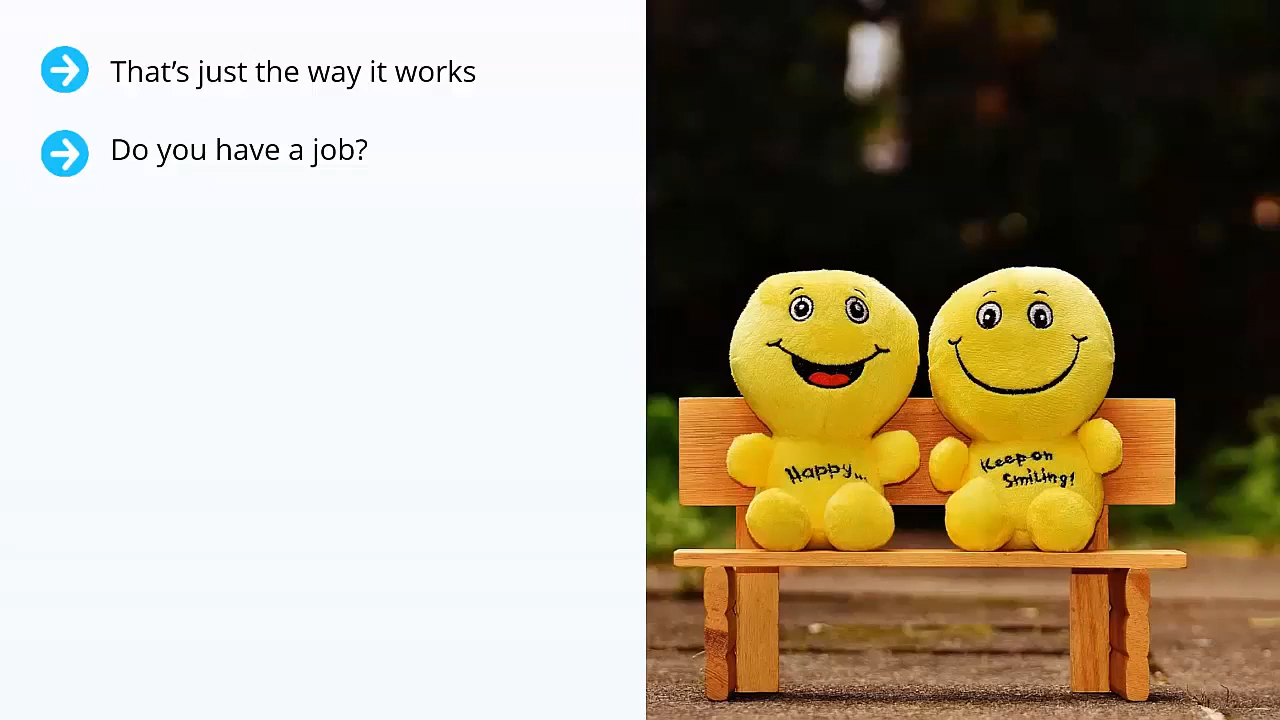 That’s just the way it works
Do you have a job?
Happy...
Keep on
Smiling!